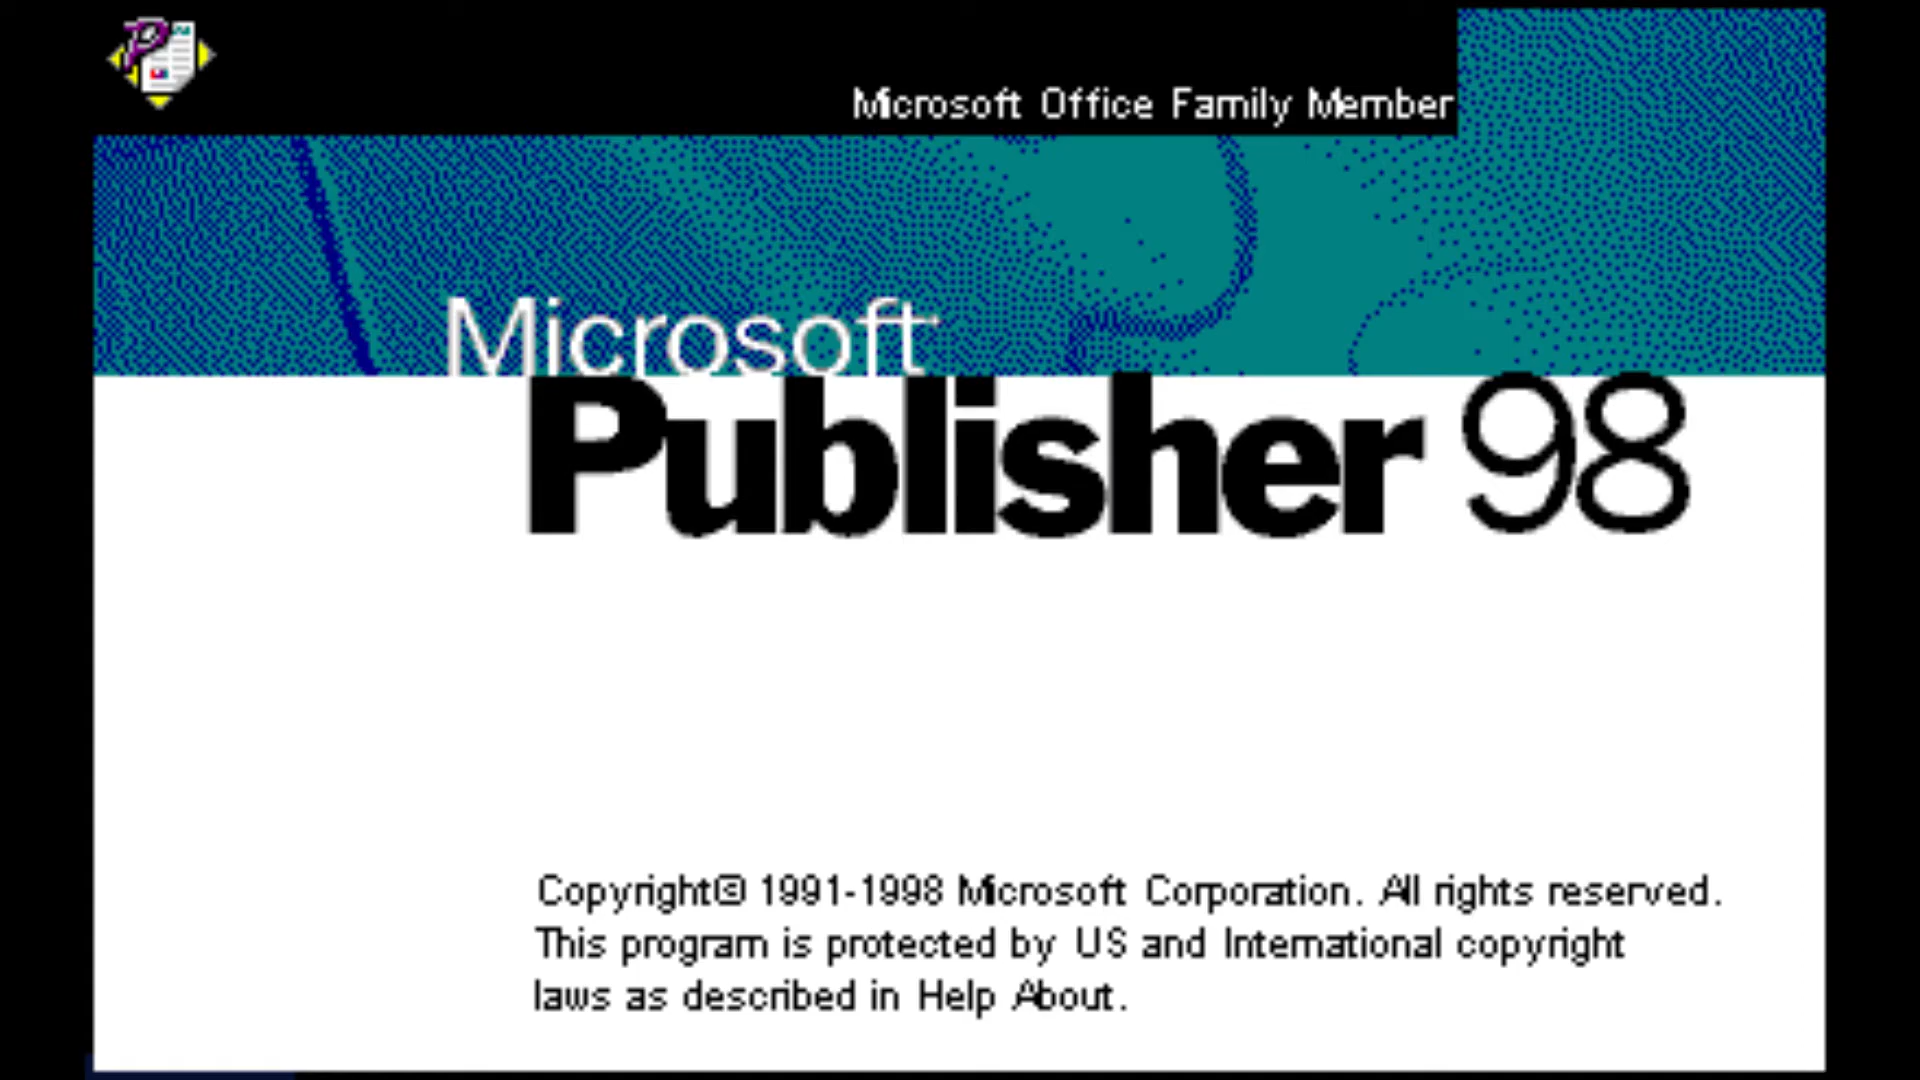 Microsoft Office Family Member
Microsoft
Publisher 98
Copyright© 1991-1998 Microsoft Corporation. All rights reserved.
This program is protected by US and International copyright
laws as described in Help About.